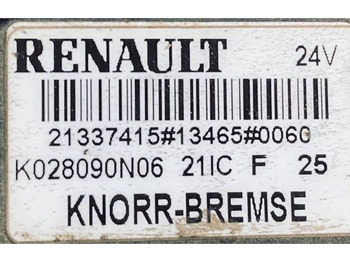 RENAULT 24V
21337415#13465#0060
K028090N06 21IC F 25
KNORR-BREMSE